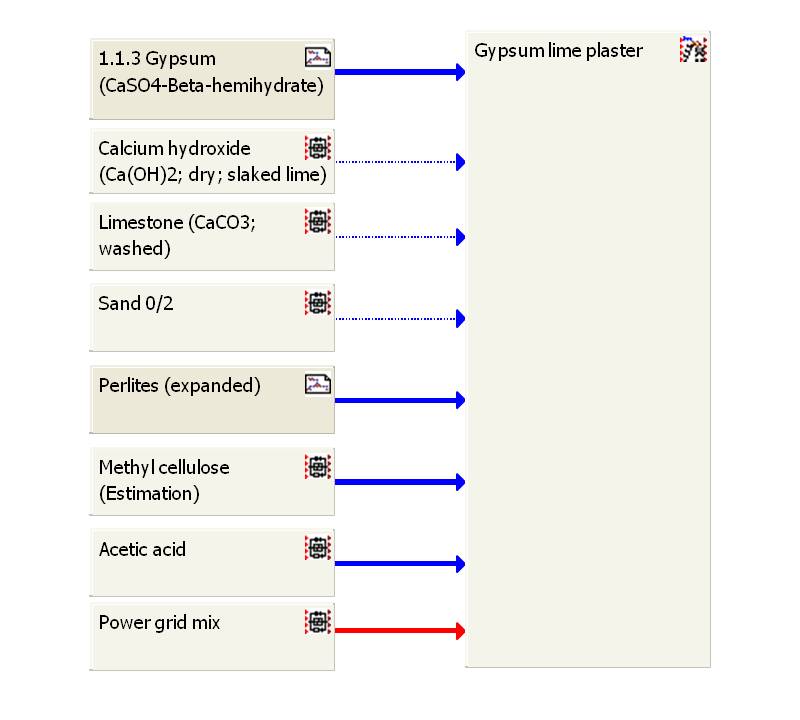 1.1.3 Gypsum
(CaSO4-Beta-hemihydrate)
Gypsum lime plaster
Calcium hydroxide
(Ca(OH)2; dry; slaked lime)
Limestone (CaCO3;
washed)
Sand 0/2
Perlites (expanded)
Methyl cellulose
(Estimation)
Acetic acid
Power grid mix